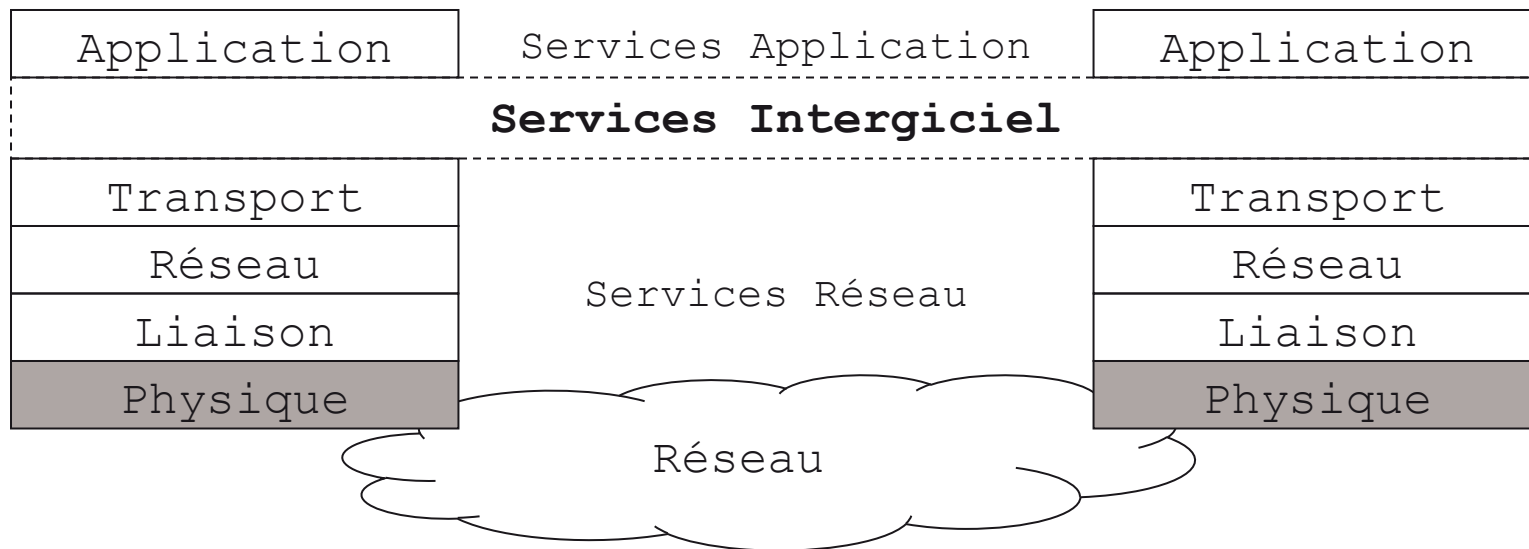 Application Services Application Application
Services Intergiciel
Transport Transport
Réseau Réseau
Services Réseau
Liaison Liaison
Physique Physique
Réseau